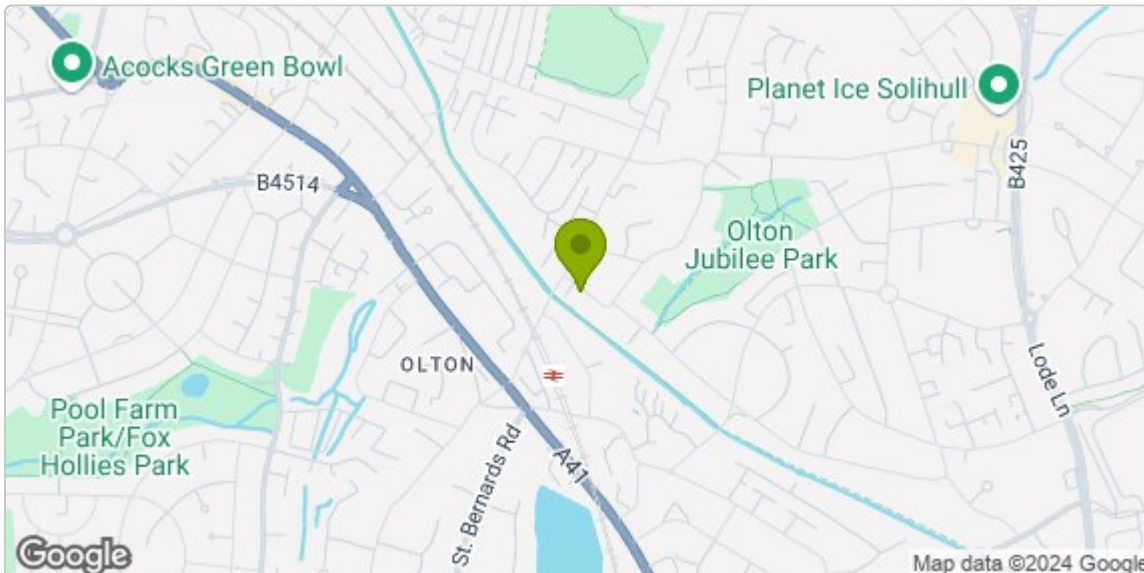 Acocks Green Bowl
Planet Ice Solihull
B4514
B425
Olton
Jubilee Park
OLTON
Lode Ln
Pool Farm
Park/Fox
Hollies Park
St. Bernards Rd
A41
Google
Map data ©2024 Google